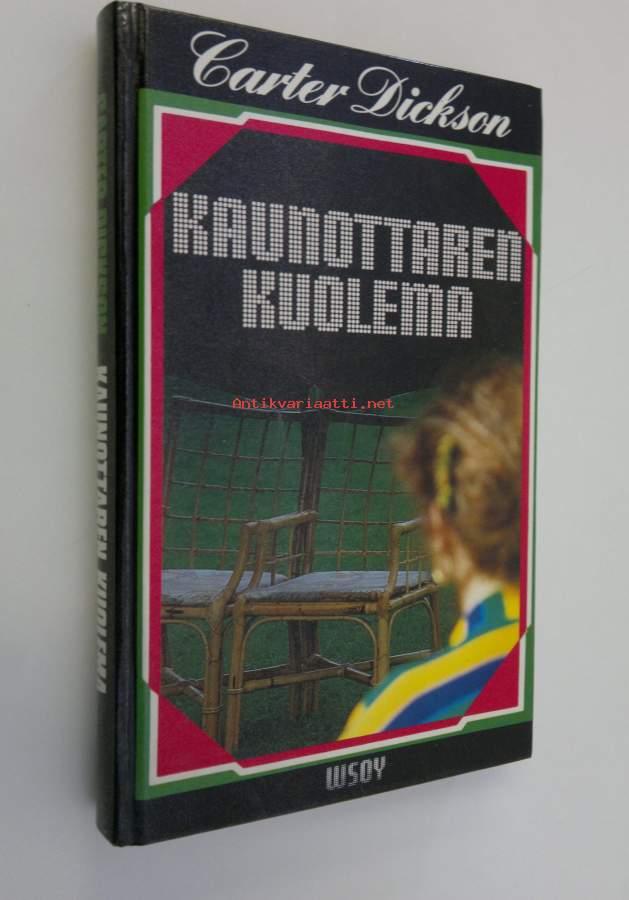 Carter Dickson
KAUNOTTAREN
KUOLEMA
Antikvariaatti.net
WSOY
CARTER DICKSON KAUNOTTAREN KUOLEMA